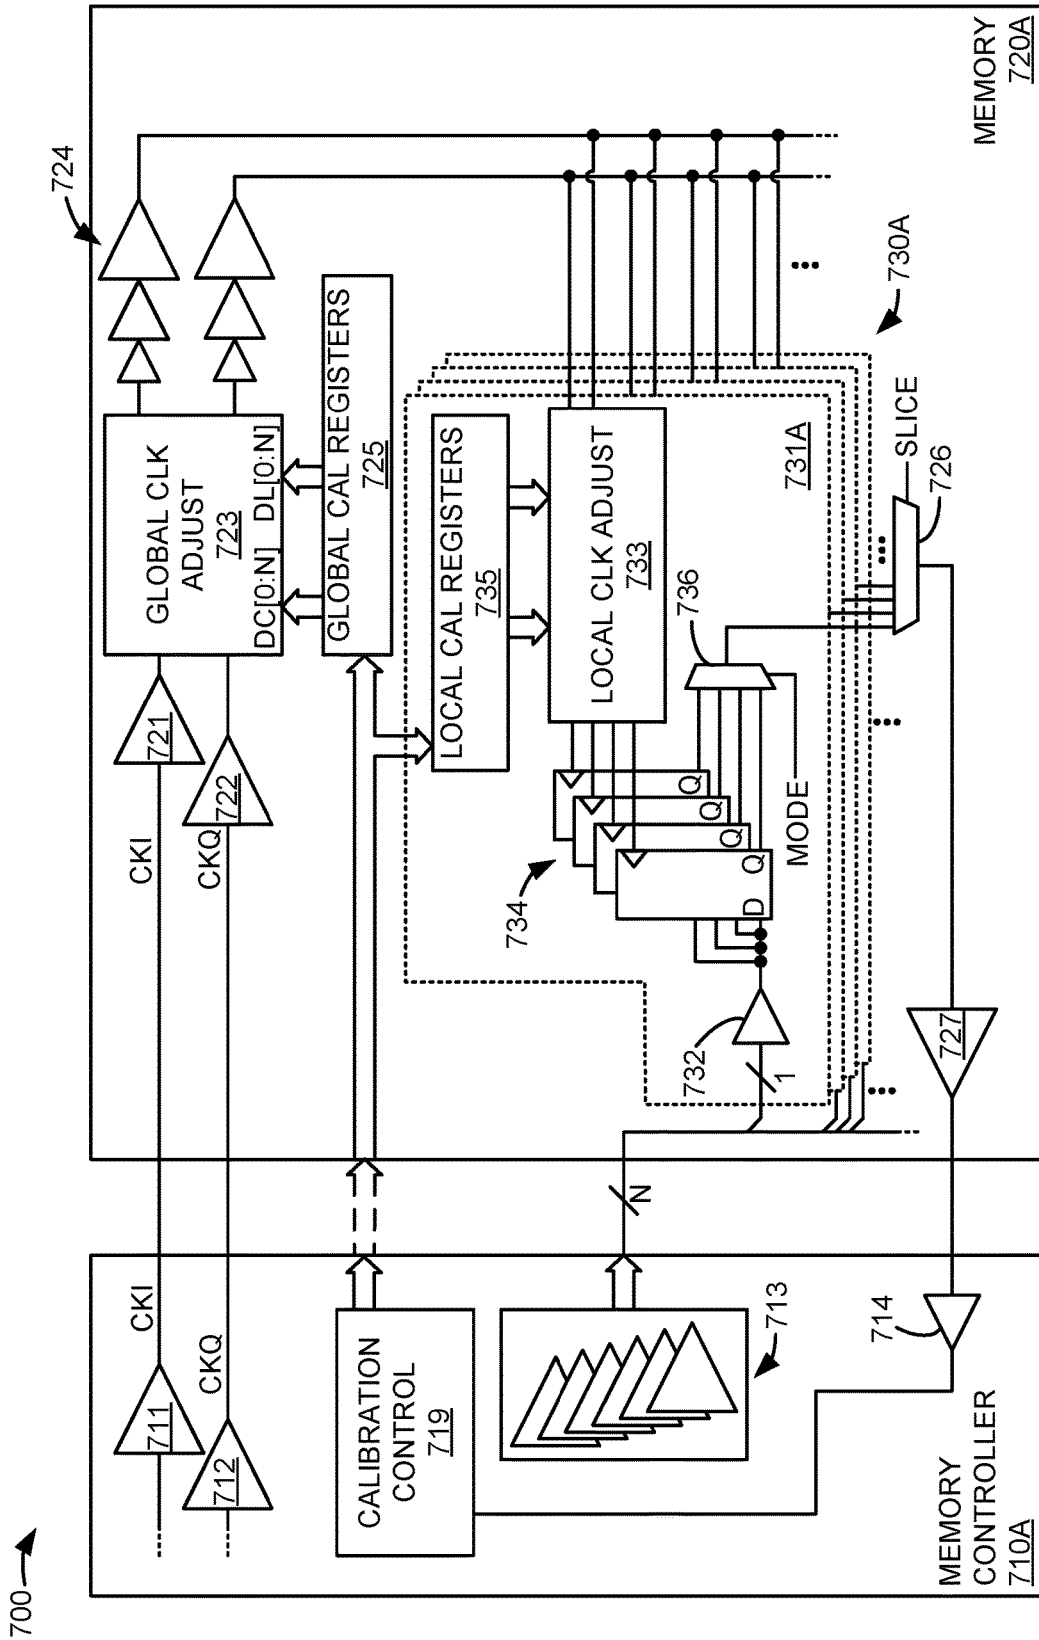 700
MEMORY
CONTROLLER
710A
711
CKI
712
CKQ
CALIBRATION
CONTROL
719
713
714
N
MEMORY
720A
CKI
721
CKQ
722
GLOBAL CLK
ADJUST
723
DC[0:N] DL[0:N]
724
GLOBAL CAL REGISTERS
725
LOCAL CAL REGISTERS
735
LOCAL CLK ADJUST
733
734
Q
Q
Q
D Q
732
1
736
MODE
731A
730A
SLICE
726
727